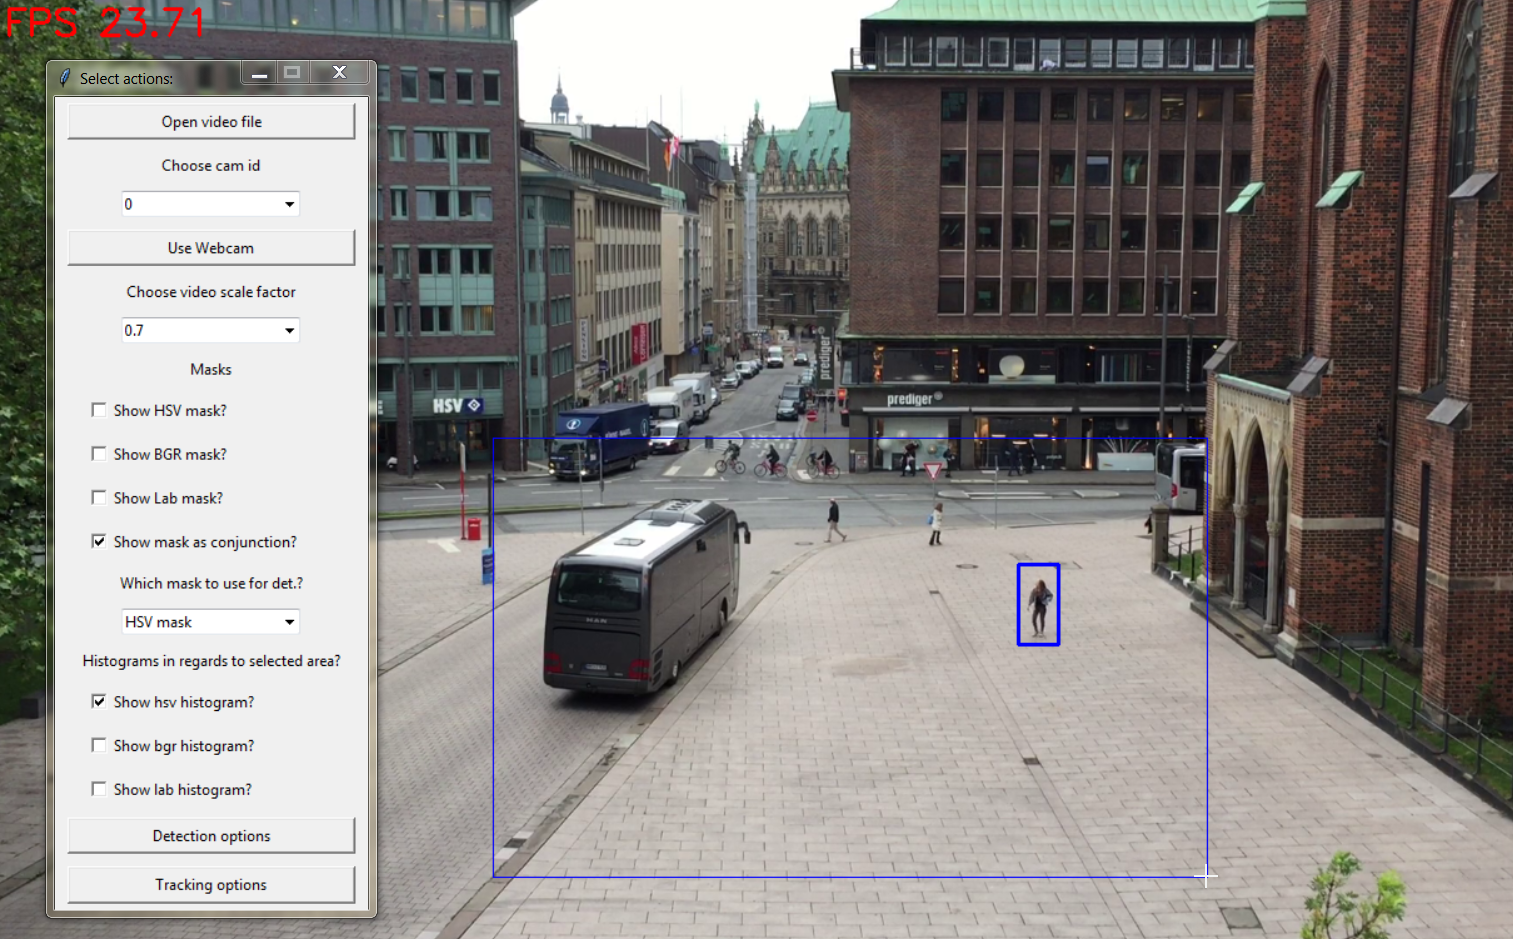 FPS 23.71
Select actions:
Open video file
Choose cam id
0
Use Webcam
Choose video scale factor
0.7
Masks
Show HSV mask?
Show BGR mask?
Show Lab mask?
Show mask as conjunction?
Which mask to use for det.?
HSV mask
Histograms in regards to selected area?
Show hsv histogram?
Show bgr histogram?
Show lab histogram?
Detection options
Tracking options
HSV
prediger
prediger
MAN